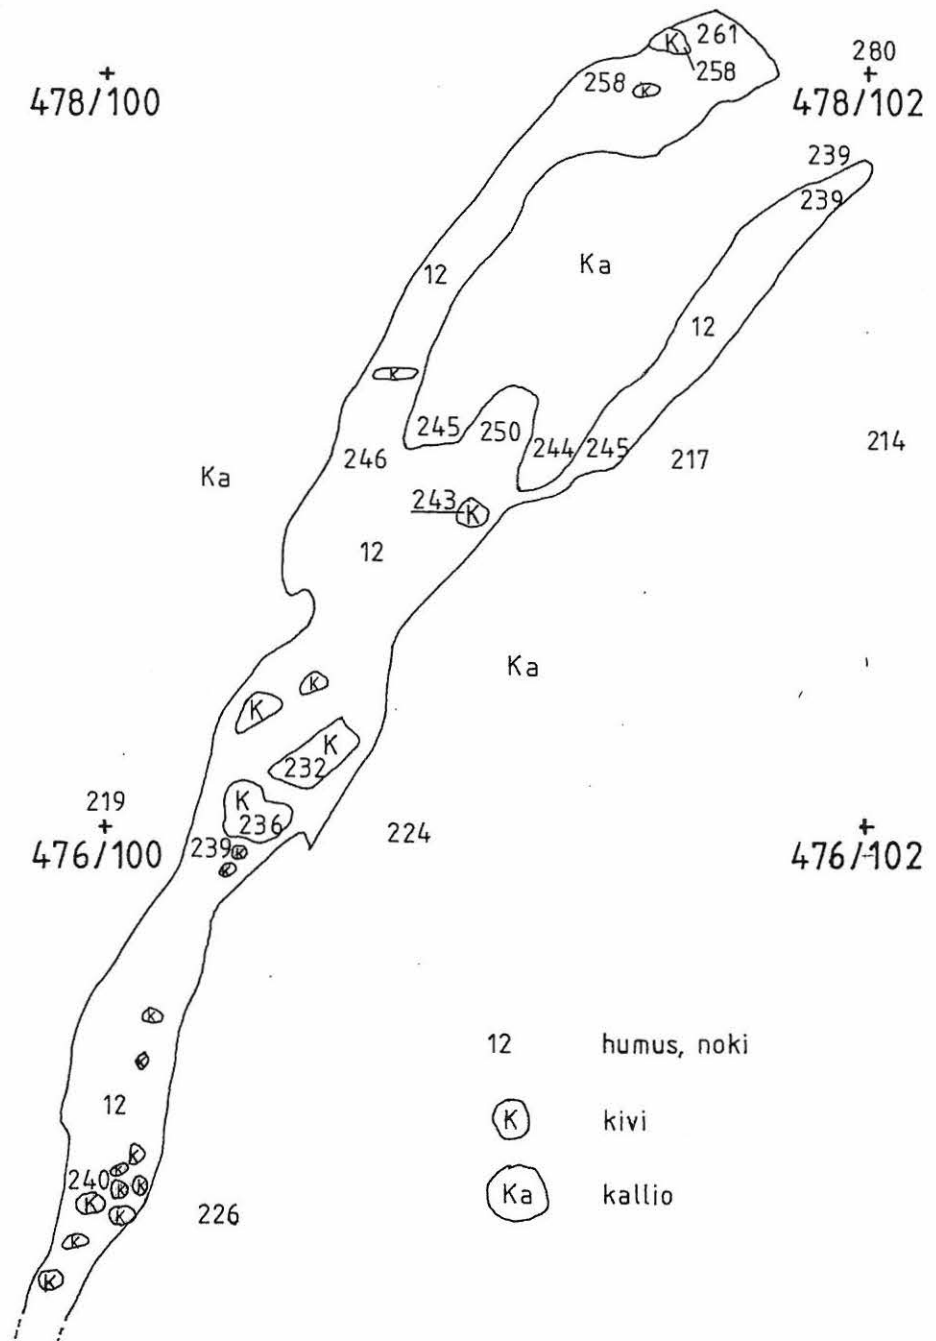 K 261
280
+ +
258 K 258
478/100 478/102
239
239
Ka
12
12
K
245 250
244 245 217 214
246
Ka
243 K
12
Ka
K
K
K
232
219 K
+ 236 224 +
239 K
476/100 476/102
K
K
12 humus, noki
K
12
K kivi
K
240 K
K K
K
K
Ka kallio
226
K
K